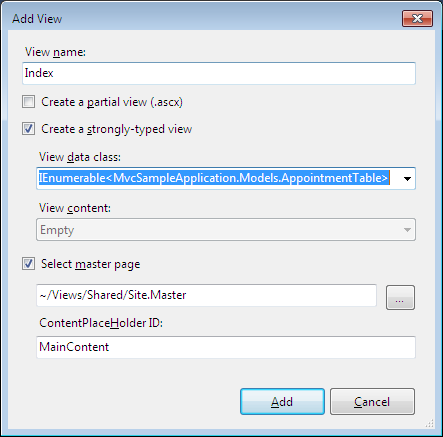 Add View
View name:
Index
Create a partial view (.ascx)
Create a strongly-typed view
View data class:
IEnumerable<MvcSampleApplication.Models.AppointmentTable>
View content:
Empty
Select master page
~/Views/Shared/Site.Master
...
ContentPlaceHolder ID:
MainContent
Add Cancel